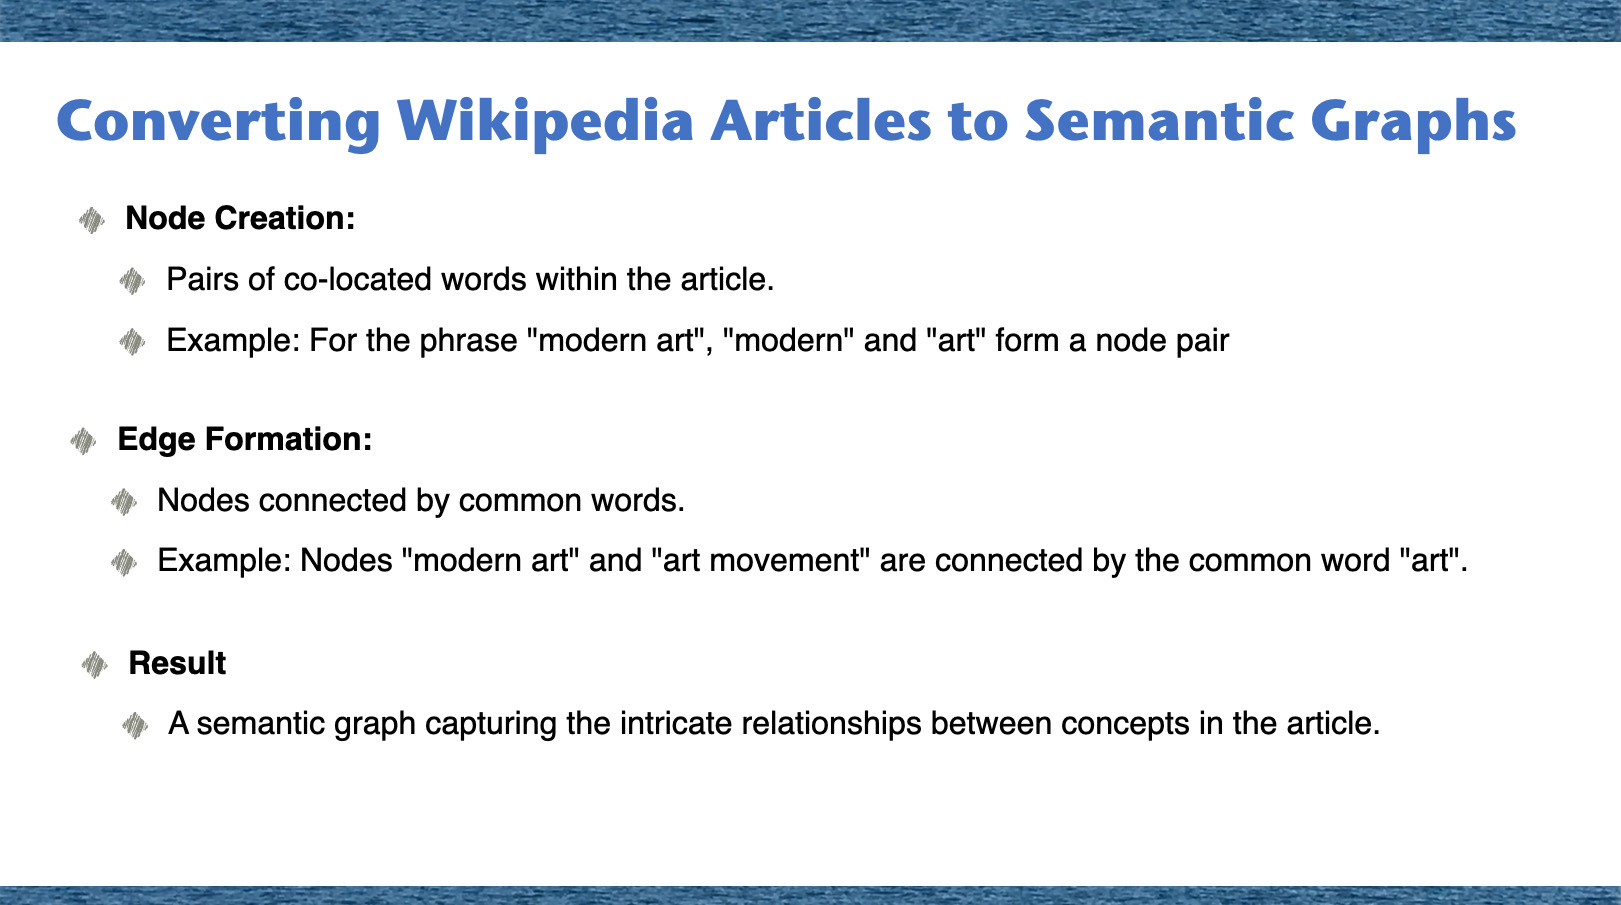 Converting Wikipedia Articles to Semantic Graphs
Node Creation:
Pairs of co-located words within the article.
Example: For the phrase "modern art", "modern" and "art" form a node pair
Edge Formation:
Nodes connected by common words.
Example: Nodes "modern art" and "art movement" are connected by the common word "art".
Result
A semantic graph capturing the intricate relationships between concepts in the article.